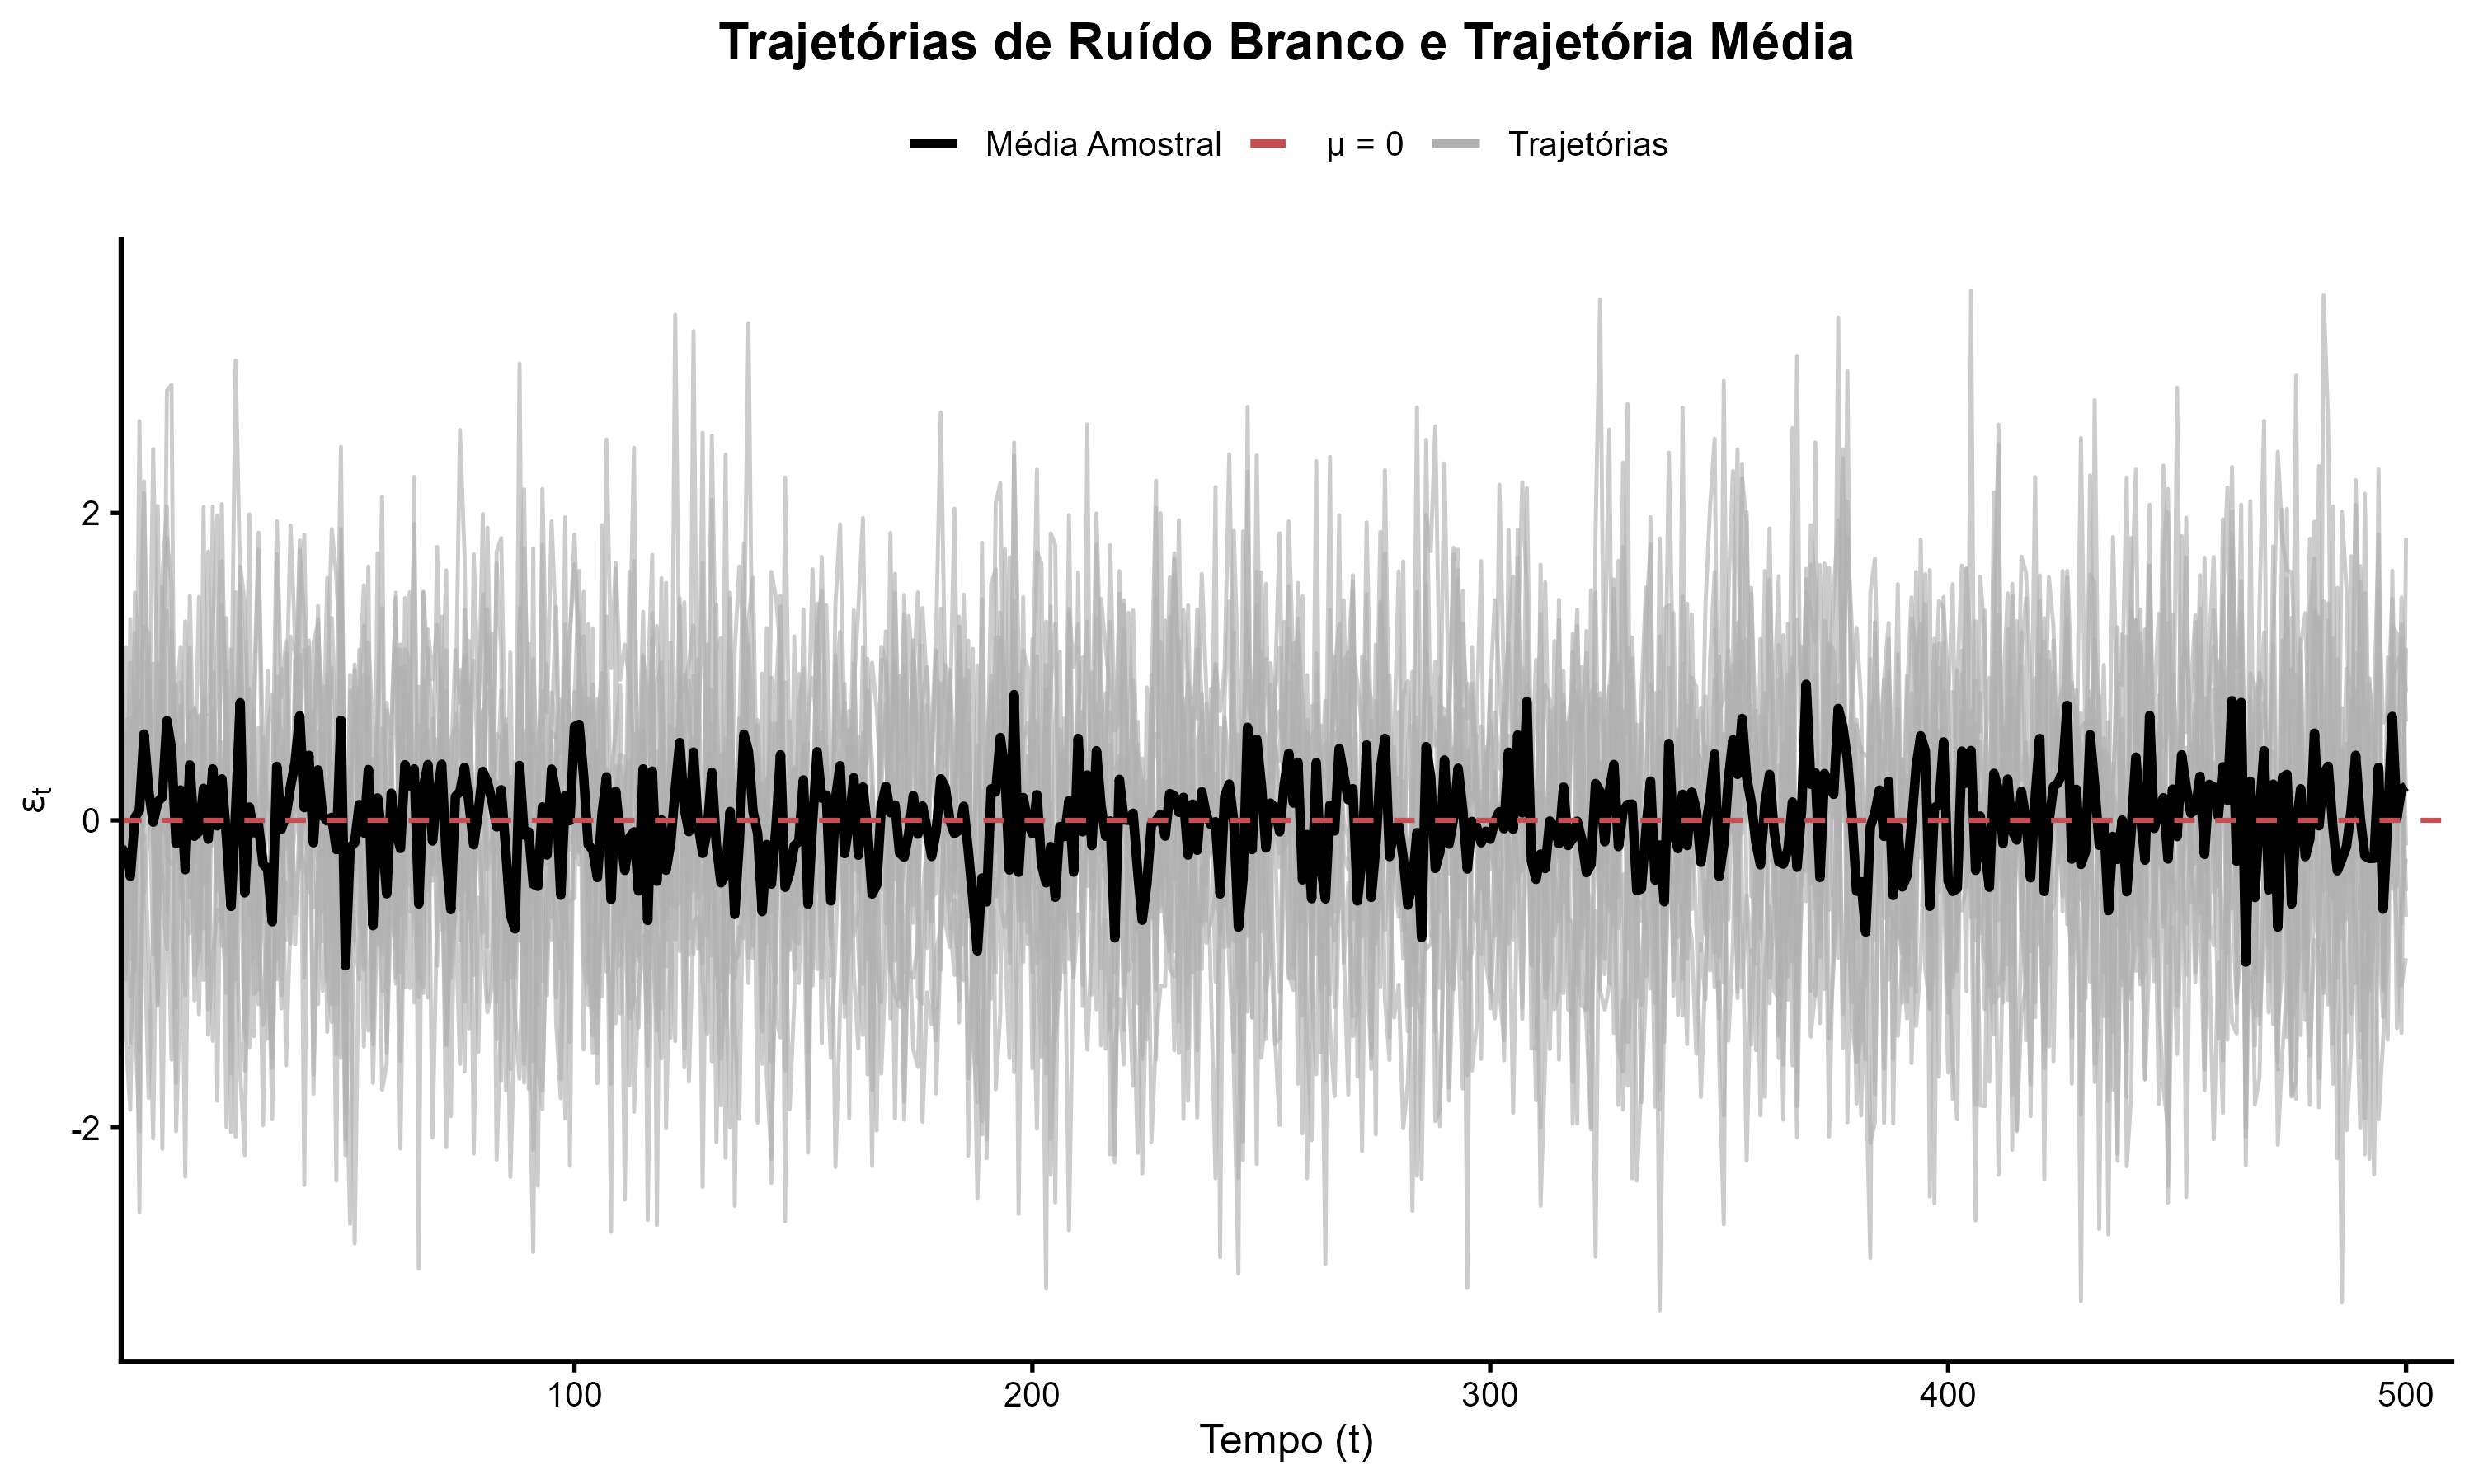 Trajetórias de Ruído Branco e Trajetória Média
Média Amostral μ = 0 Trajetórias
2
0
-2
εt
100 200 300 400 500
Tempo (t)